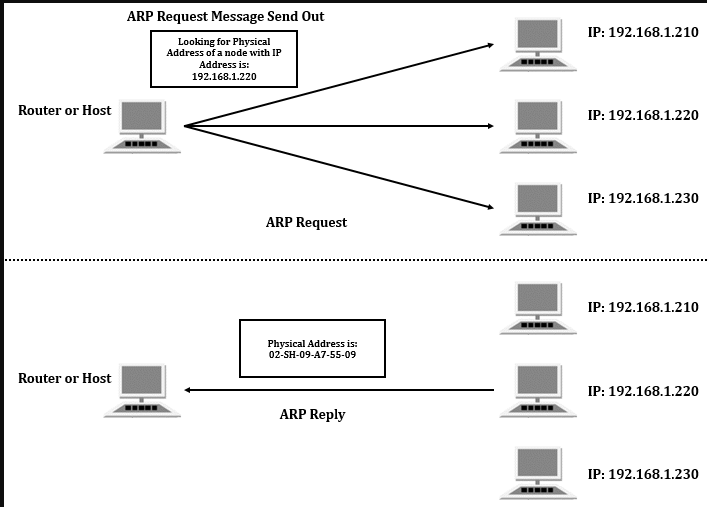 ARP Request Message Send Out
Looking for Physical
Address of a node with IP
Address is:
192.168.1.220
Router or Host
IP: 192.168.1.210
IP: 192.168.1.220
IP: 192.168.1.230
ARP Request
Physical Address is:
02-SH-09-A7-55-09
Router or Host
ARP Reply
IP: 192.168.1.210
IP: 192.168.1.220
IP: 192.168.1.230